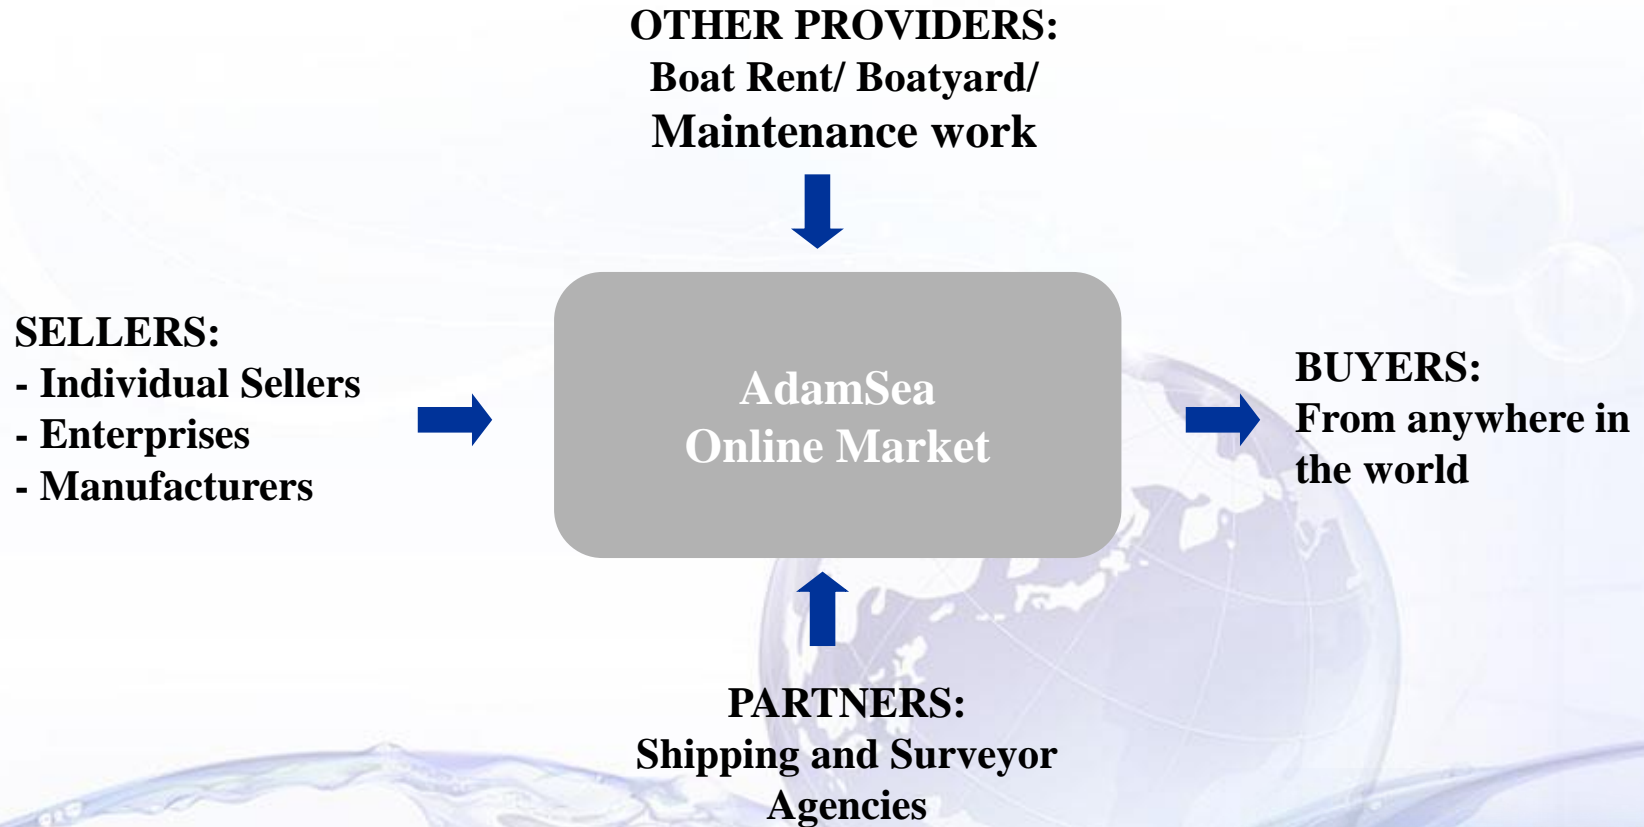 OTHER PROVIDERS:
Boat Rent/ Boatyard/
Maintenance work
SELLERS:
- Individual Sellers
- Enterprises
- Manufacturers
AdamSea
Online Market
BUYERS:
From anywhere in
the world
PARTNERS:
Shipping and Surveyor
Agencies